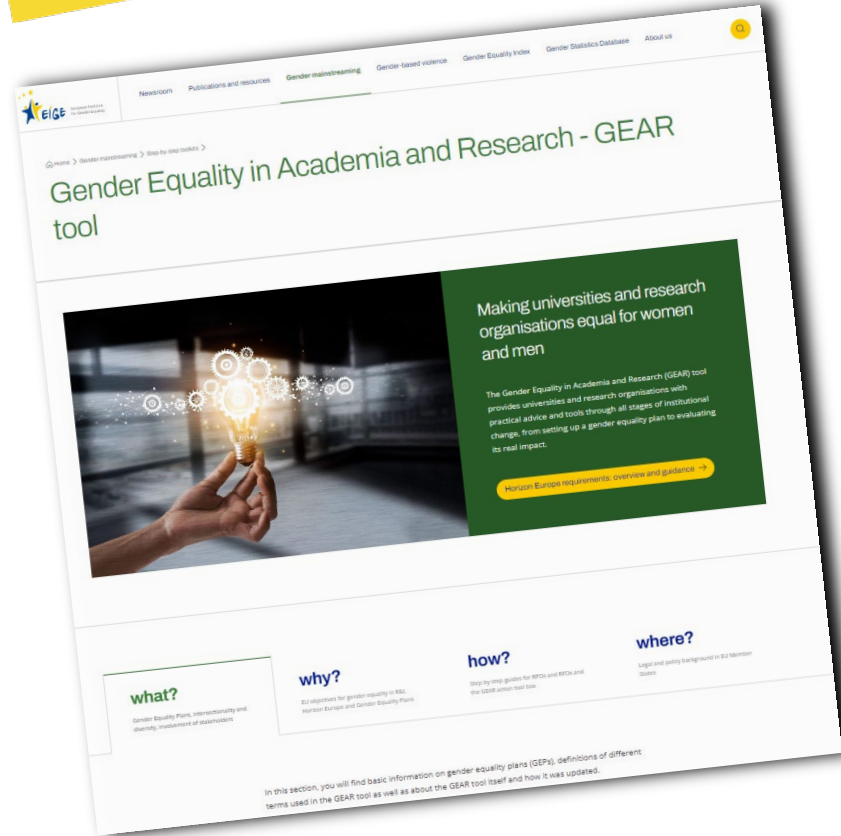 EIGE
European Institute
for Gender Equality
Newsroom
Publications and resources
Gender mainstreaming
Gender-based violence
Gender Equality Index
Gender Statistics Database
About us
Home > Gender mainstreaming > Step-by-step toolkits >
Gender Equality in Academia and Research - GEAR
tool
Making universities and research
organisations equal for women
and men
The Gender Equality in Academia and Research (GEAR) tool
provides universities and research organisations with
practical advice and tools through all stages of institutional
change, from setting up a gender equality plan to evaluating
its real impact.
Horizon Europe requirements: overview and guidance →
what?
Gender Equality Plans, intersectionality and
diversity, involvement of stakeholders
why?
EU objectives for gender equality in R&I,
Horizon Europe and Gender Equality Plans
how?
Step by step guides for RPOs and RFOs and
the GEAR action tool box
where?
Legal and policy background in EU Member
States
In this section, you will find basic information on gender equality plans (GEPs), definitions of different
terms used in the GEAR tool as well as about the GEAR tool itself and how it was updated.